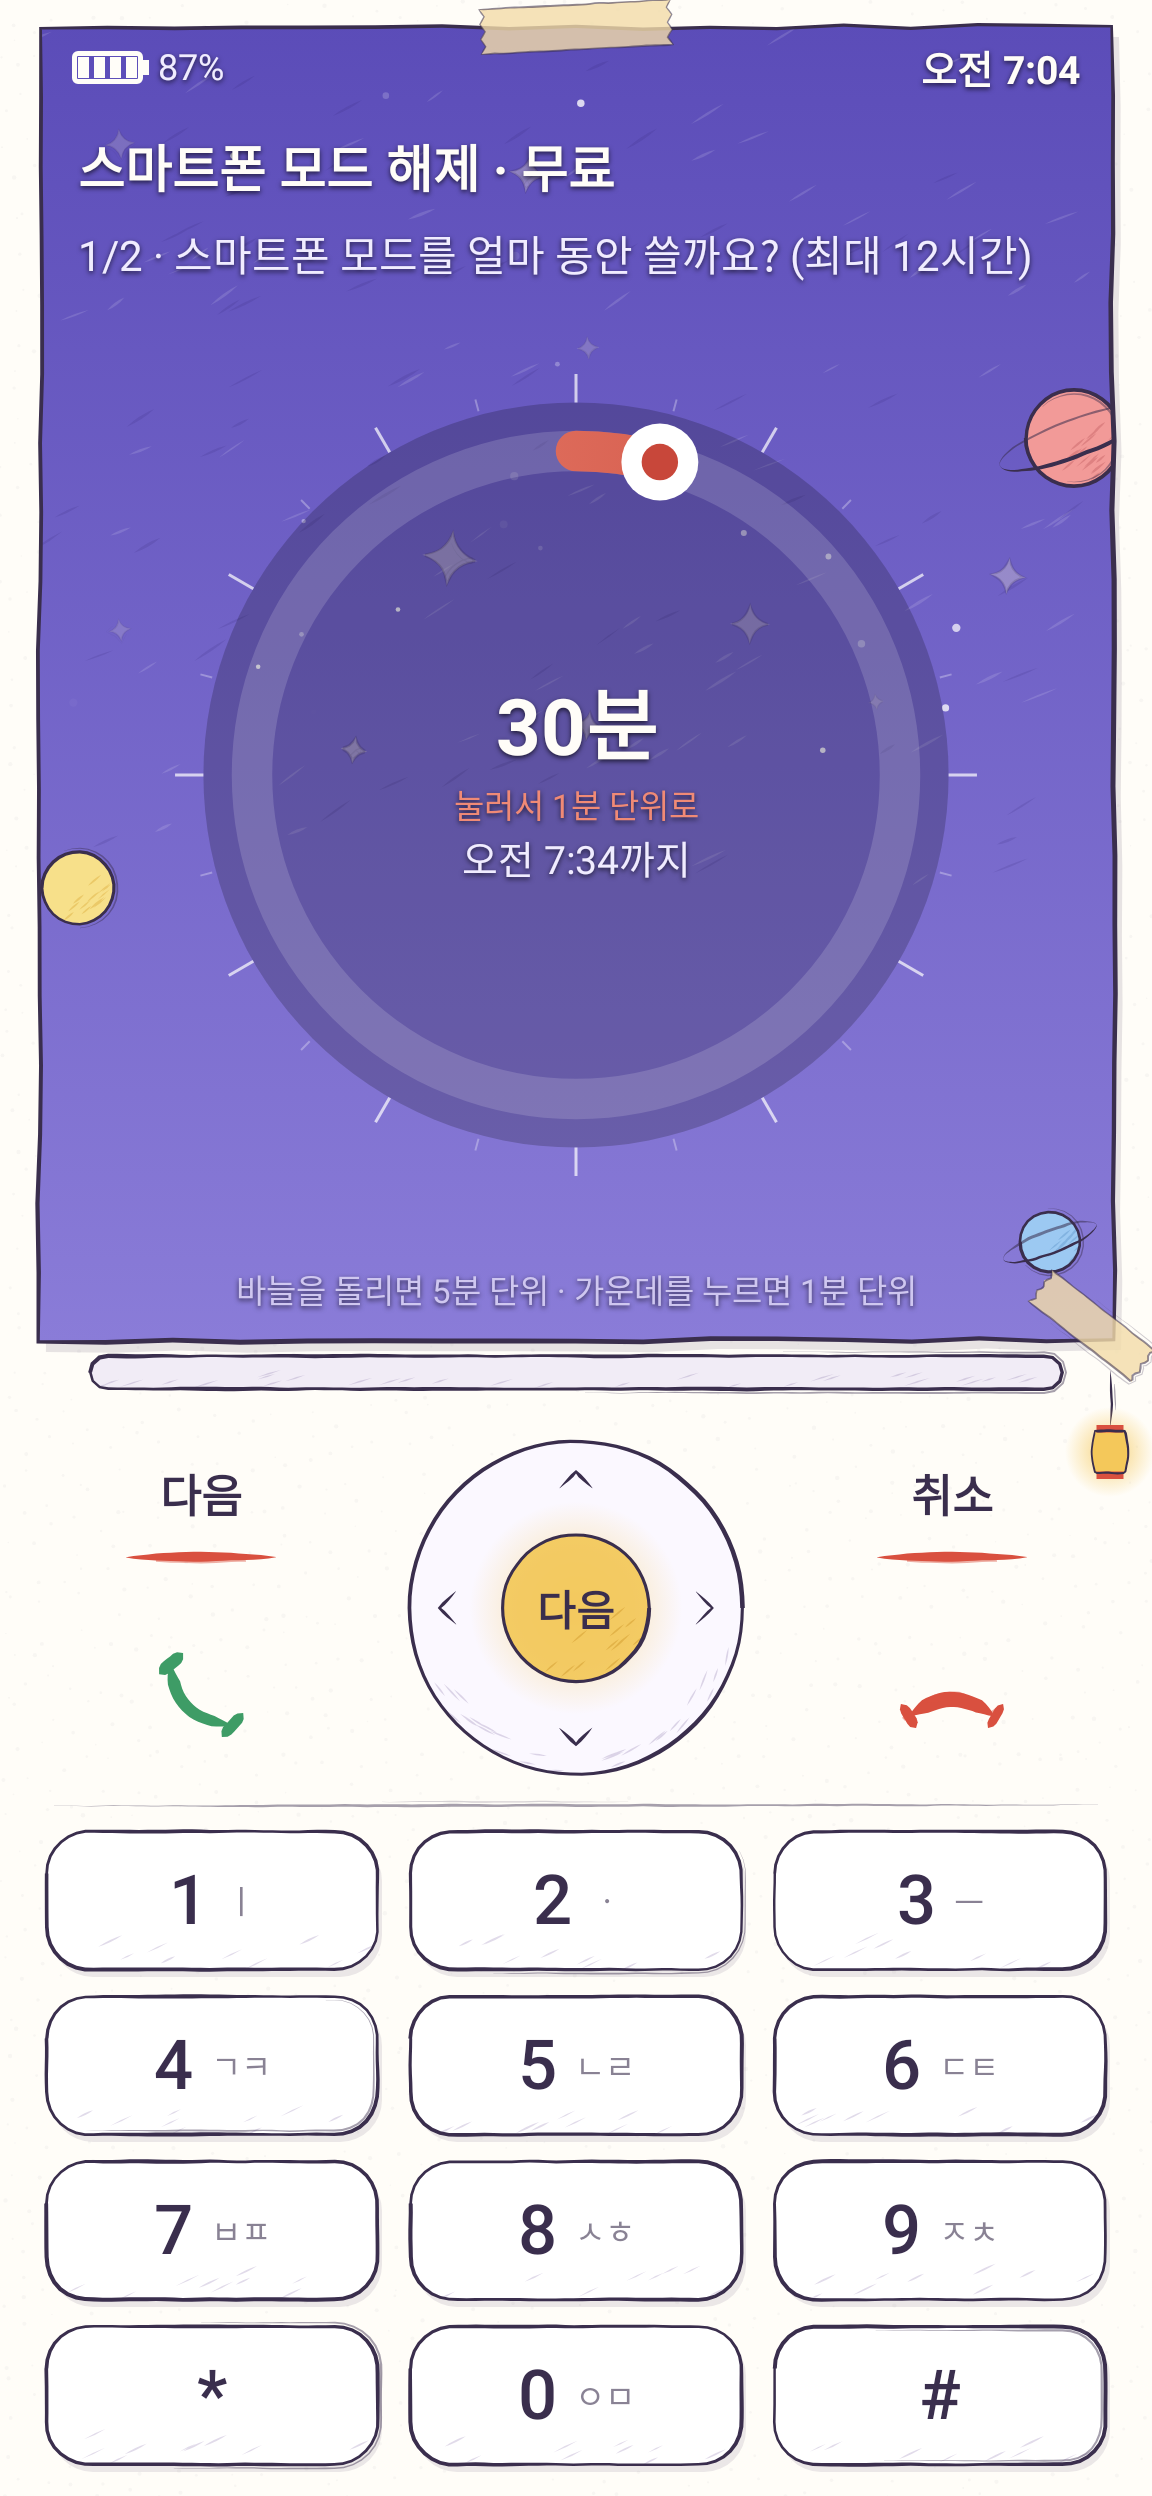 87%
오전 7:04
스마트폰 모드 해제 · 무료
1/2 · 스마트폰 모드를 얼마 동안 쓸까요? (최대 12시간)
30분
눌러서 1분 단위로
오전 7:34까지
바늘을 돌리면 5분 단위 · 가운데를 누르면 1분 단위
다음
취소
다음
1 ㅣ
2 ·
3 ㅡ
4 ㄱㅋ
5 ㄴㄹ
6 ㄷㅌ
7 ㅂㅍ
8 ㅅㅎ
9 ㅈㅊ
*
0 ㅇㅁ
#